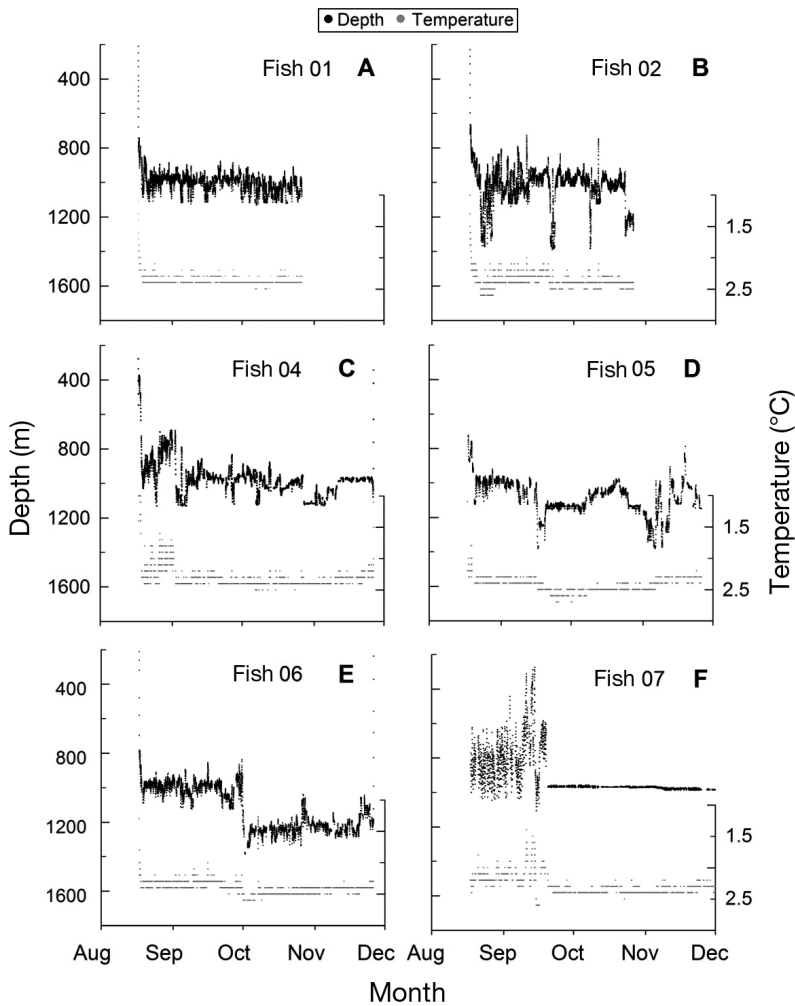 Depth Temperature
Fish 01 A
Fish 02 B
400
800
1200
1600
1.5
2.5
1.5
2.5
Fish 04 C
Fish 05 D
400
800
1200
1600
1.5
2.5
1.5
2.5
Depth (m)
Temperature (°C)
Fish 06 E
Fish 07 F
400
800
1200
1600
1.5
2.5
1.5
2.5
Aug Sep Oct Nov Dec
Aug Sep Oct Nov Dec
Month